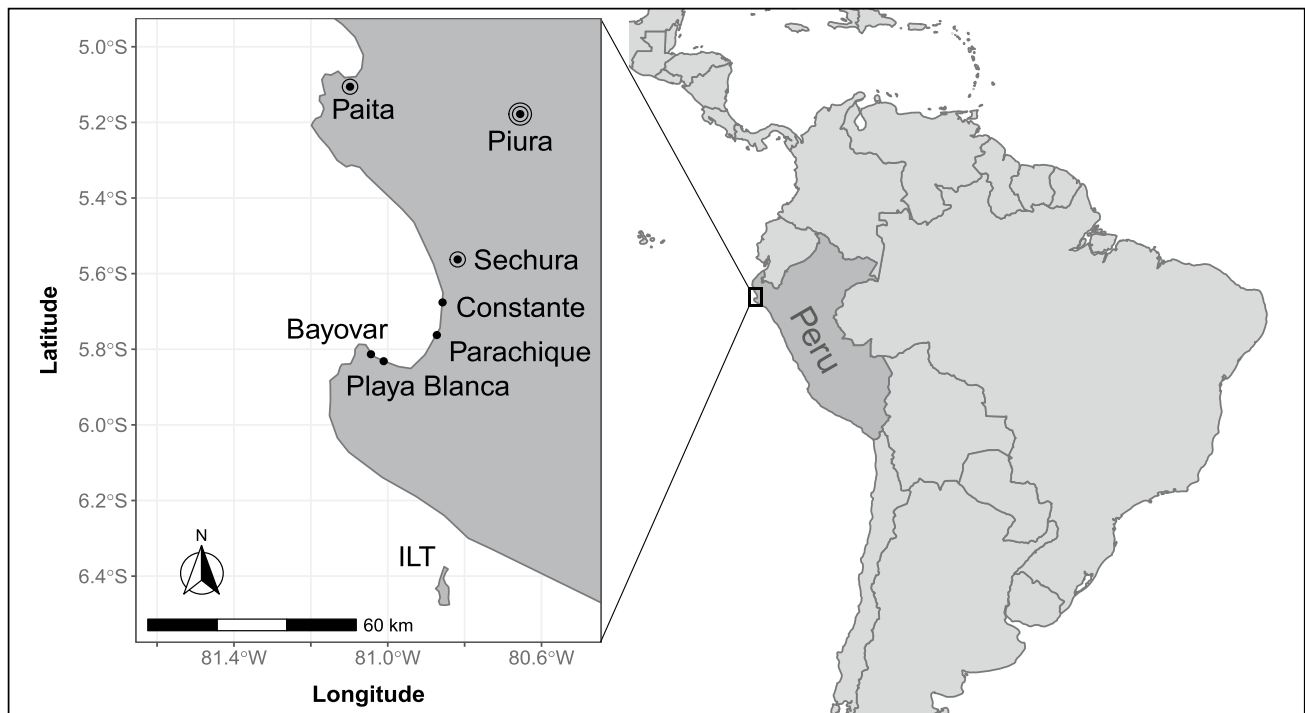 5.0°S
5.2°S
5.4°S
5.6°S
5.8°S
6.0°S
6.2°S
6.4°S
Latitude
Paita
Piura
Sechura
Constante
Bayovar
Parachique
Playa Blanca
ILT
N
60 km
81.4°W
81.0°W
80.6°W
Longitude
Peru